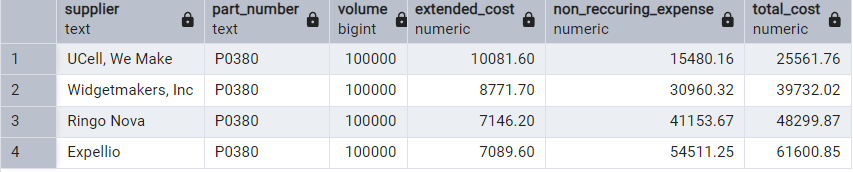 supplier part_number volume extended_cost non_reccuring_expense total_cost
text text bigint numeric numeric numeric
1 UCell, We Make P0380 100000 10081.60 15480.16 25561.76
2 Widgetmakers, Inc P0380 100000 8771.70 30960.32 39732.02
3 Ringo Nova P0380 100000 7146.20 41153.67 48299.87
4 Expellio P0380 100000 7089.60 54511.25 61600.85